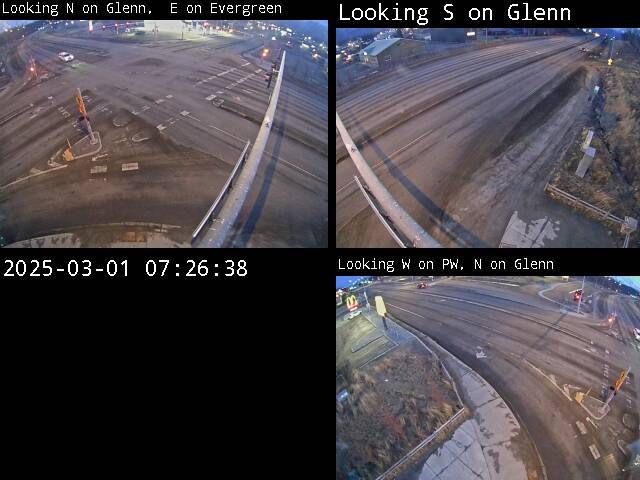 Looking N on Glenn,  E on Evergreen
Looking S on Glenn
2025-03-01 07:26:38
Looking W on PW, N on Glenn